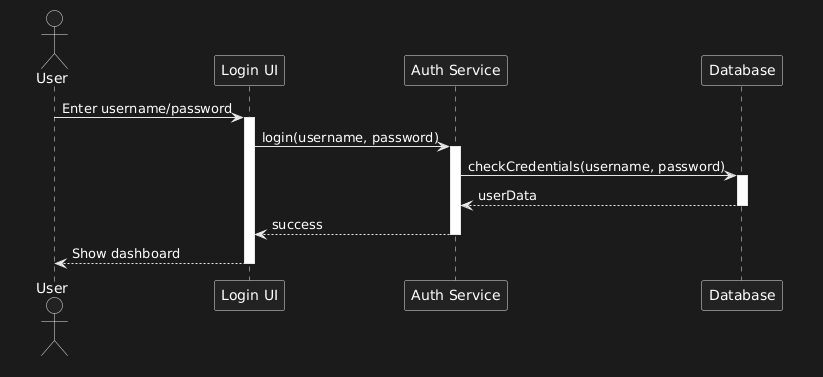 User
Login UI
Auth Service
Database
Enter username/password
login(username, password)
checkCredentials(username, password)
userData
success
Show dashboard
User
Login UI
Auth Service
Database